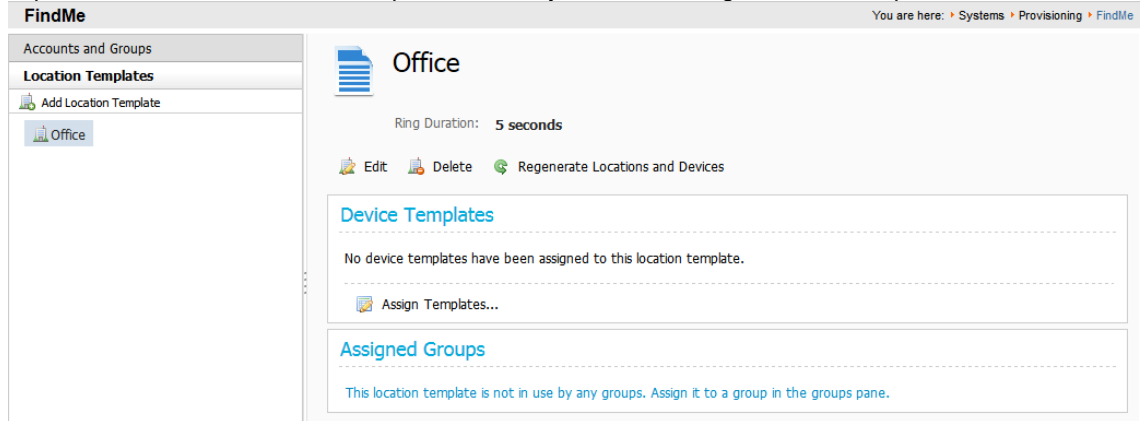 FindMe
You are here: Systems Provisioning FindMe
Accounts and Groups
Location Templates
Add Location Template
Office
Office
Ring Duration: 5 seconds
Edit Delete Regenerate Locations and Devices
Device Templates
No device templates have been assigned to this location template.
Assign Templates...
Assigned Groups
This location template is not in use by any groups. Assign it to a group in the groups pane.